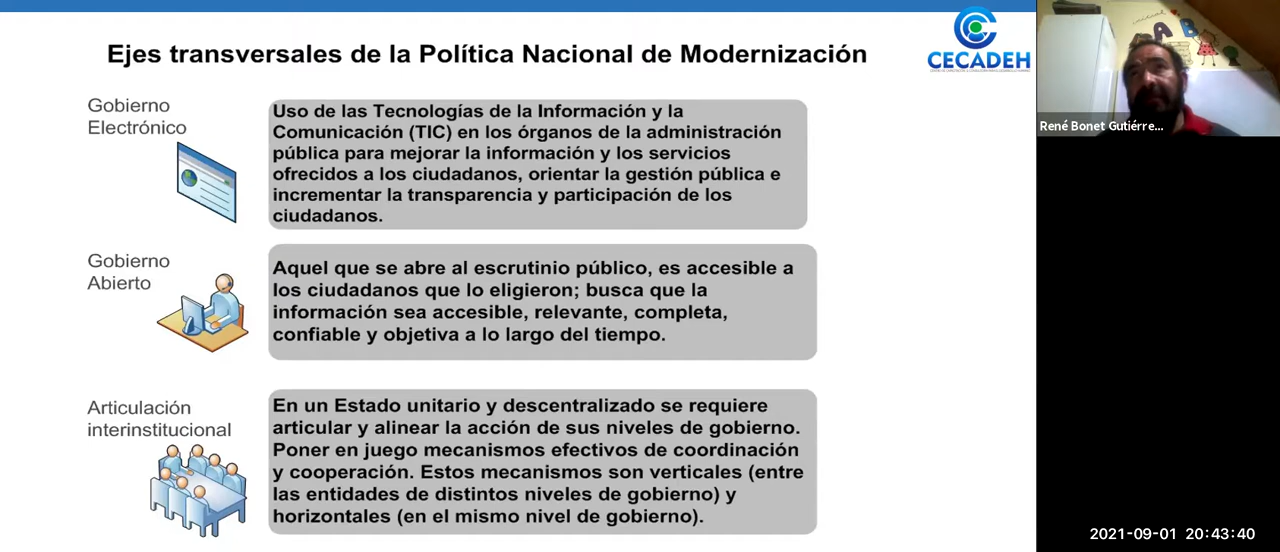 Ejes transversales de la Política Nacional de Modernización
CECADEH
Gobierno
Electrónico
Uso de las Tecnologías de la Información y la
Comunicación (TIC) en los órganos de la administración
pública para mejorar la información y los servicios
ofrecidos a los ciudadanos, orientar la gestión pública e
incrementar la transparencia y participación de los
ciudadanos.
Gobierno
Abierto
Aquel que se abre al escrutinio público, es accesible a
los ciudadanos que lo eligieron; busca que la
información sea accesible, relevante, completa,
confiable y objetiva a lo largo del tiempo.
Articulación
interinstitucional
En un Estado unitario y descentralizado se requiere
articular y alinear la acción de sus niveles de gobierno.
Poner en juego mecanismos efectivos de coordinación
y cooperación. Estos mecanismos son verticales (entre
las entidades de distintos niveles de gobierno) y
horizontales (en el mismo nivel de gobierno).
René Bonet Gutiérre...
2021-09-01 20:43:40